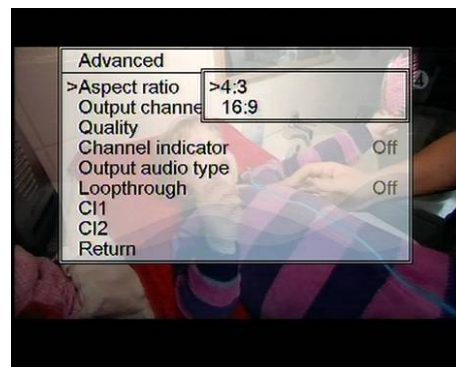 Advanced
>Aspect ratio
>4:3
16:9
Output channe
Quality
Channel indicator Off
Output audio type
Loopthrough Off
CI1
CI2
Return
4